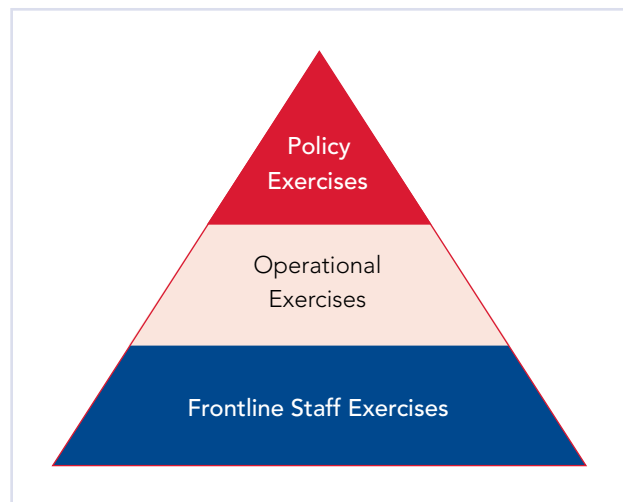 Policy
Exercises
Operational
Exercises
Frontline Staff Exercises